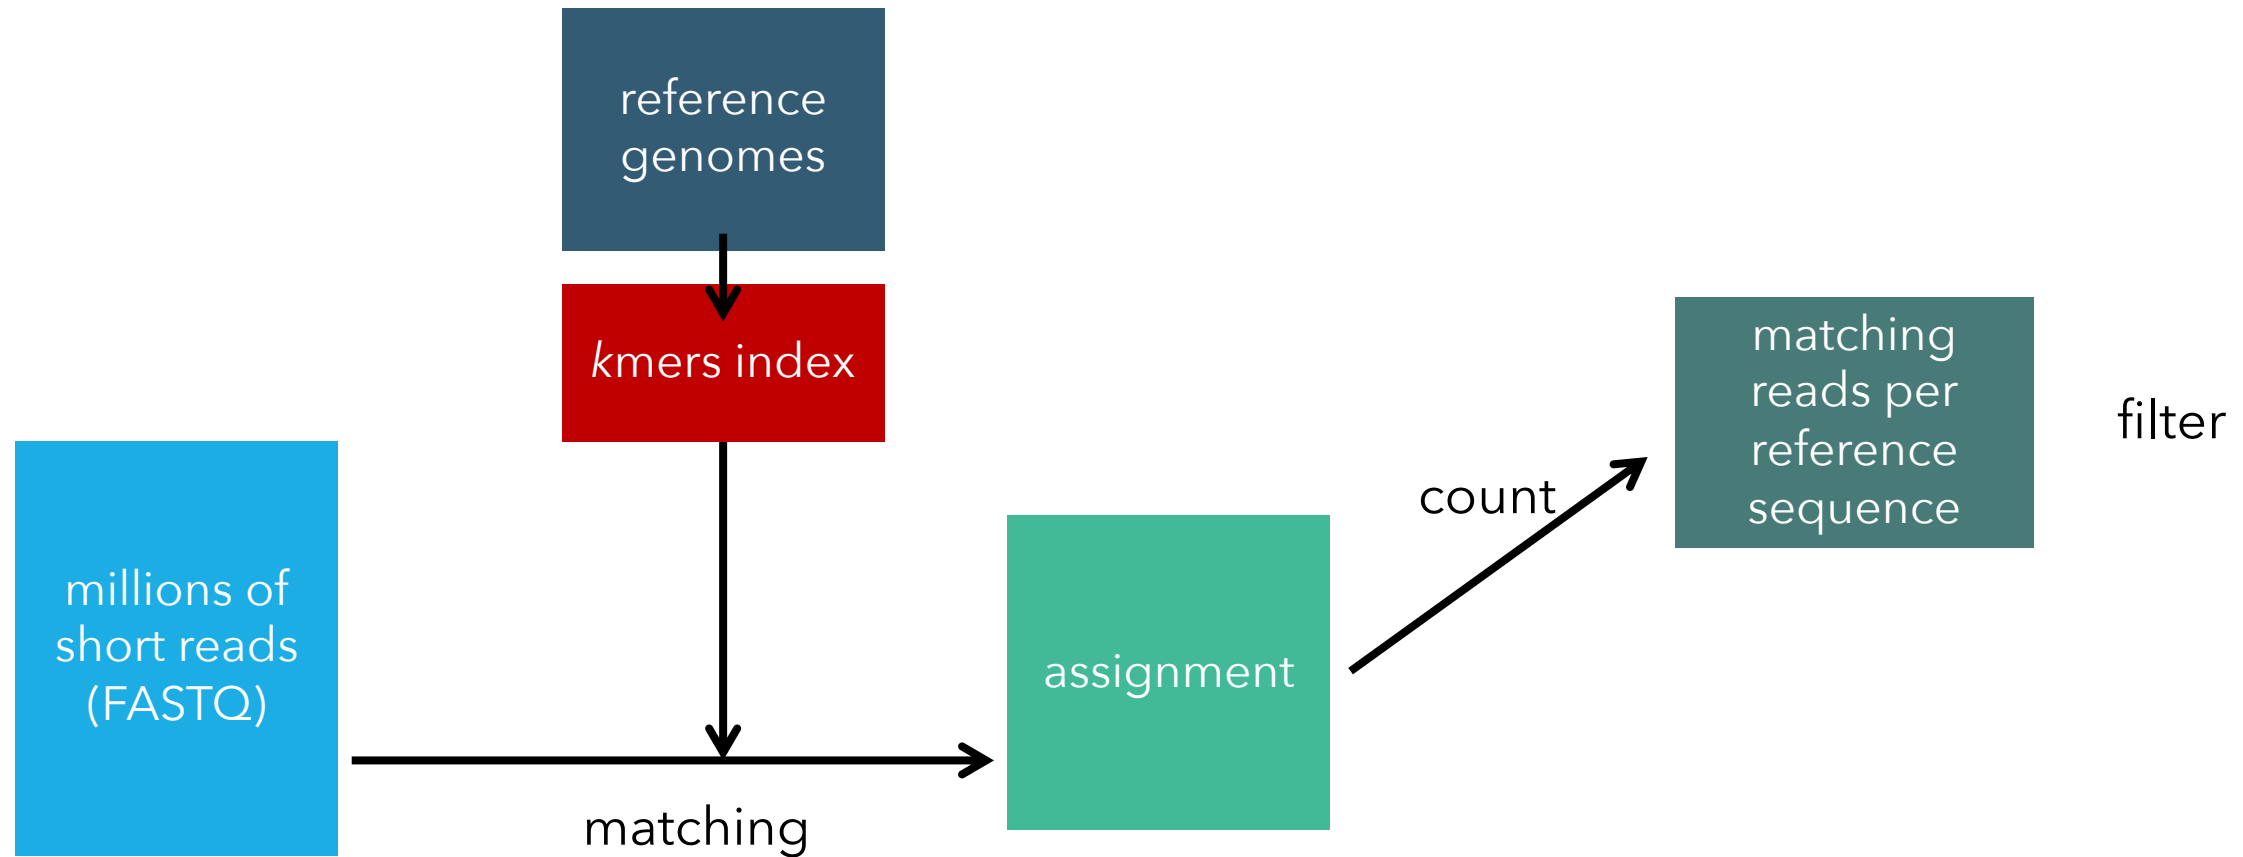 reference
genomes
kmers index
millions of
short reads
(FASTQ)
matching
assignment
count
matching
reads per
reference
sequence
filter